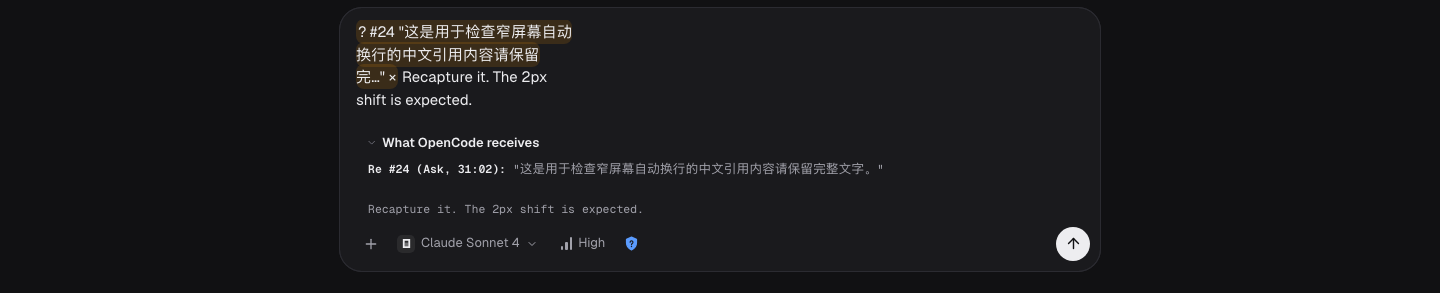 ? #24 "这是用于检查窄屏幕自动
换行的中文引用内容请保留
完…" × Recapture it. The 2px
shift is expected.
What OpenCode receives
Re #24 (Ask, 31:02): "这是用于检查窄屏幕自动换行的中文引用内容请保留完整文字。"
Recapture it. The 2px shift is expected.
Claude Sonnet 4 High